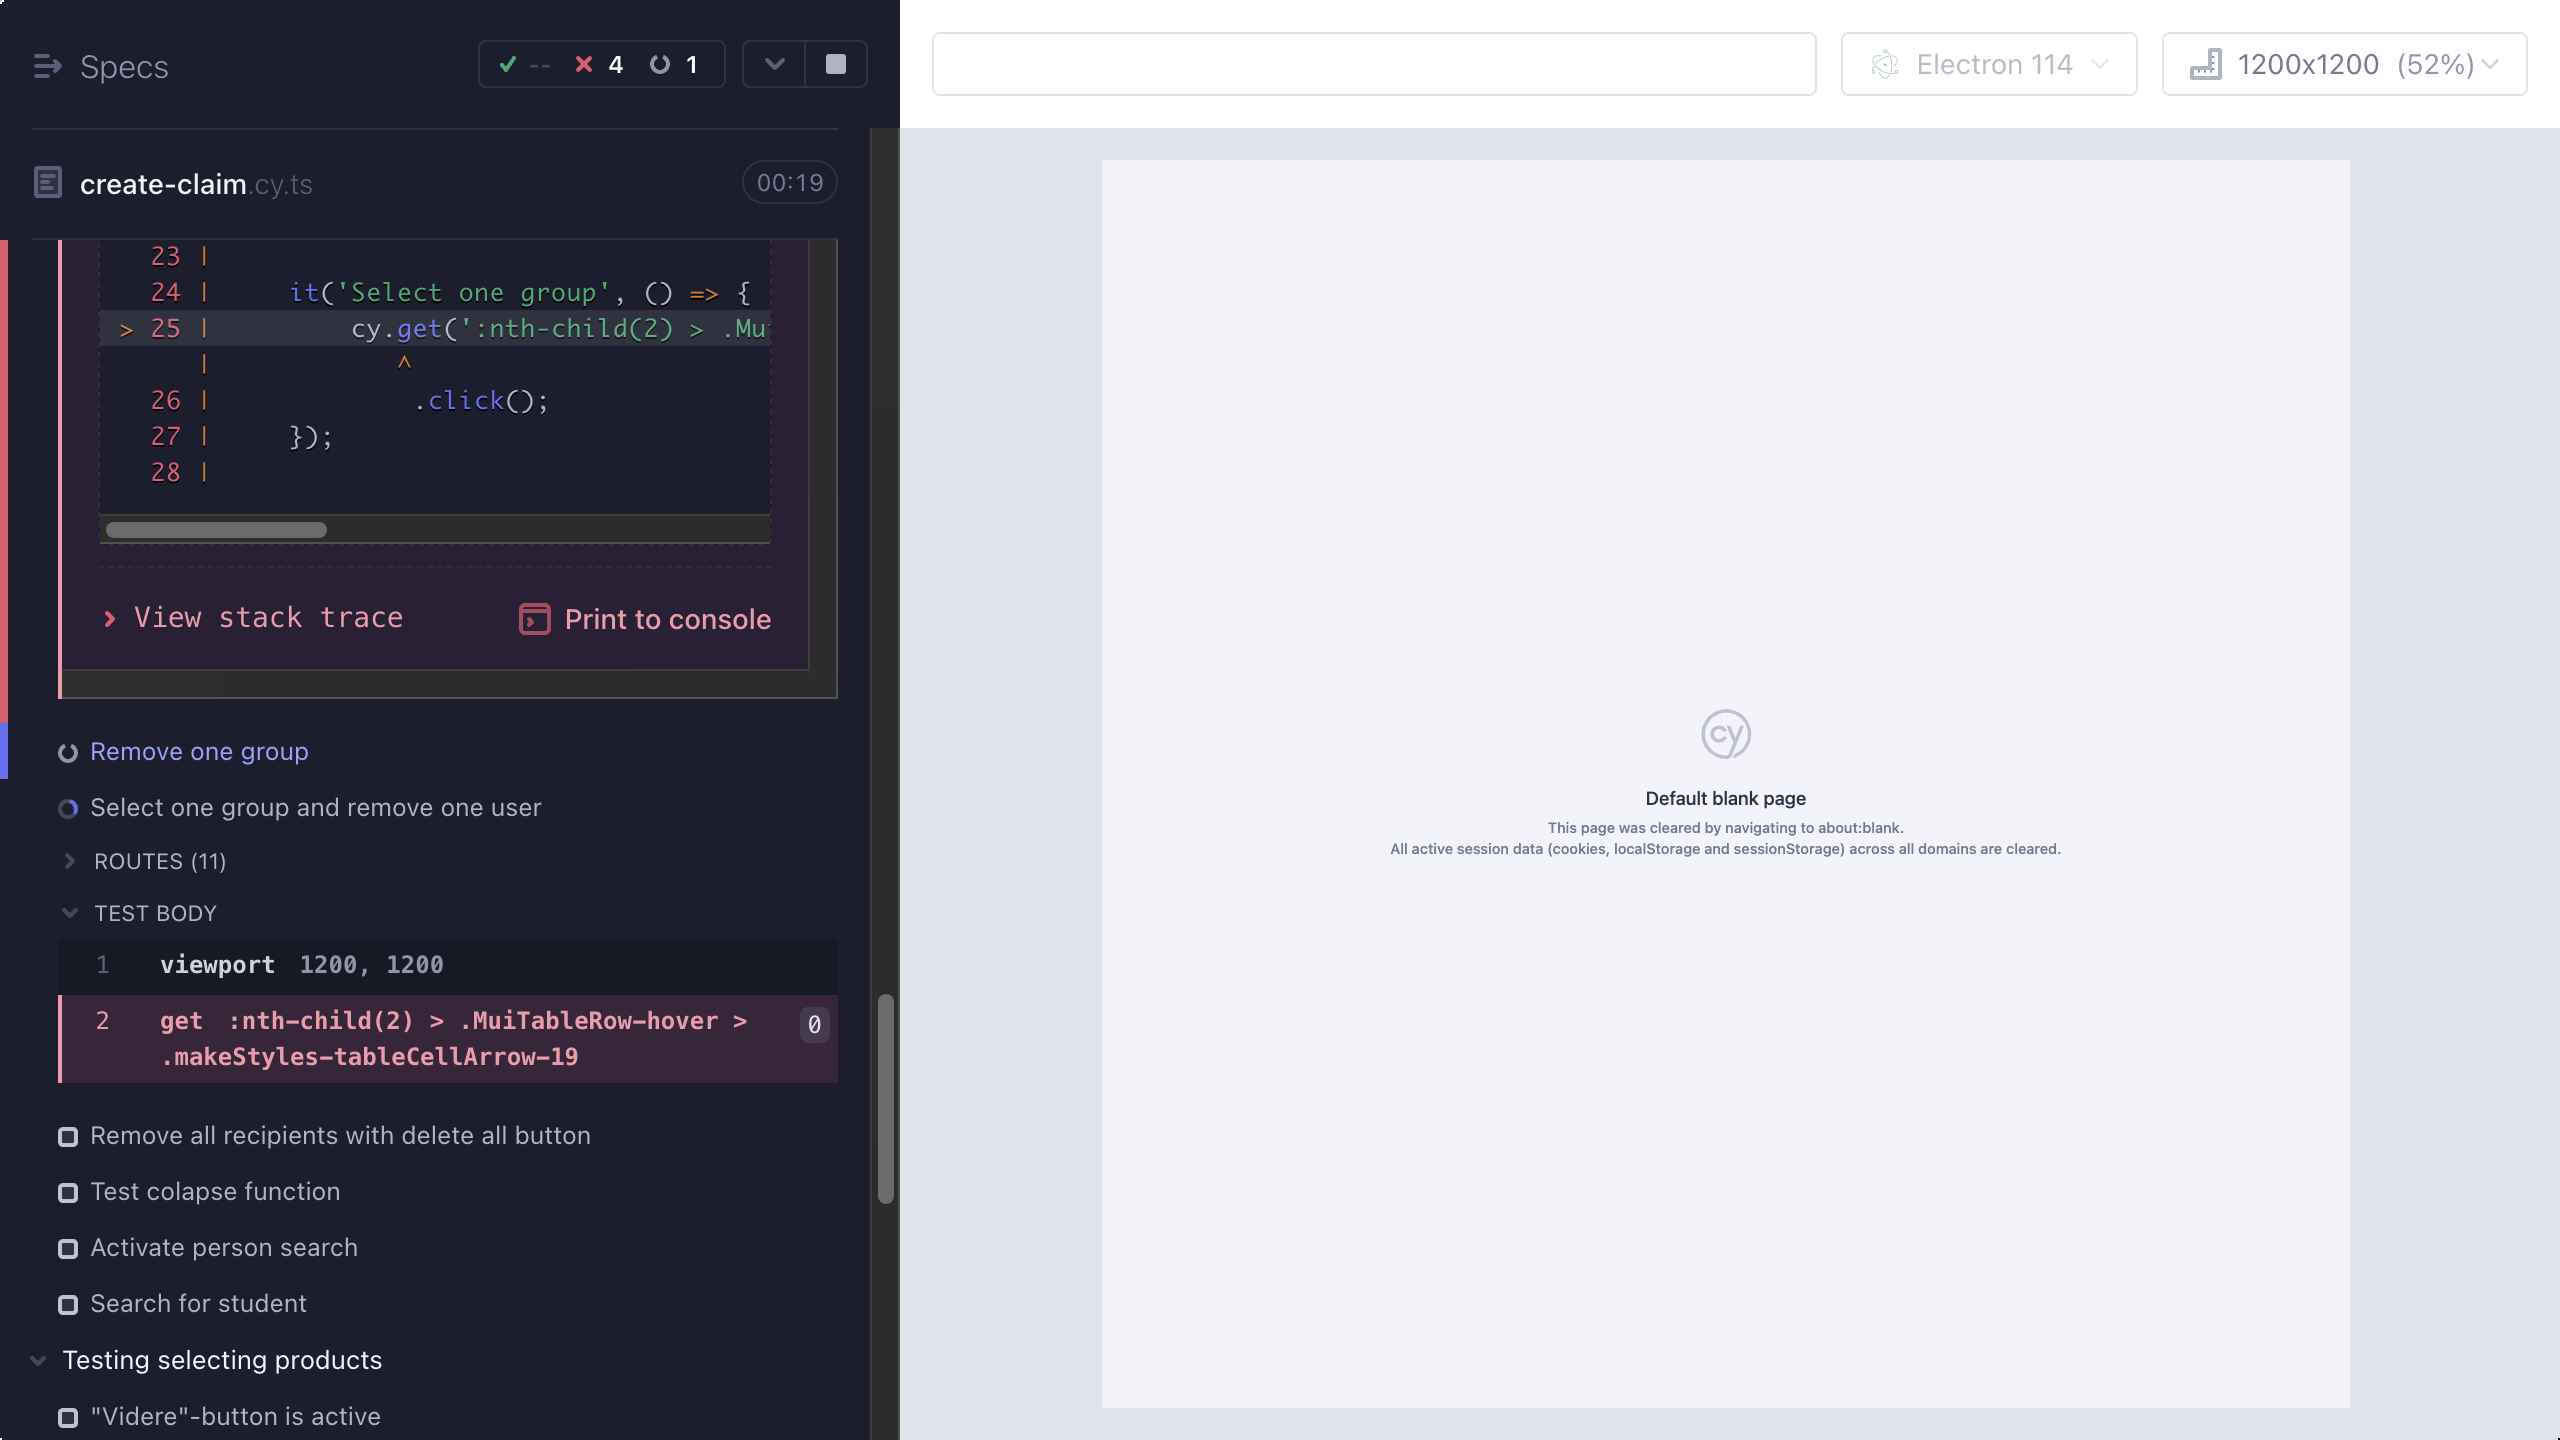 Specs
-- 4 1
create-claim.cy.ts
00:19
23 |
24 | it('Select one group', () => {
> 25 | cy.get(':nth-child(2) > .Mu
| ^
26 | .click();
27 | });
28 |
View stack trace
Print to console
Remove one group
Select one group and remove one user
ROUTES (11)
TEST BODY
1 viewport 1200, 1200
2 get :nth-child(2) > .MuiTableRow-hover >
.makeStyles-tableCellArrow-19
0
Remove all recipients with delete all button
Test colapse function
Activate person search
Search for student
Testing selecting products
"Videre"-button is active
Electron 114
1200x1200 (52%)
cy
Default blank page
This page was cleared by navigating to about:blank.
All active session data (cookies, localStorage and sessionStorage) across all domains are cleared.